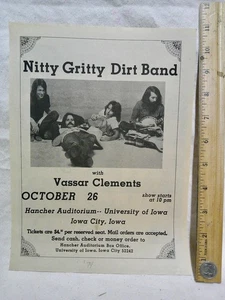 Nitty Gritty Dirt Band
with
Vassar Clements
OCTOBER 26
show starts
at 10 pm
Hancher Auditorium-- University of Iowa
Iowa City, Iowa
Tickets are $4.⁰⁰ per reserved seat. Mail orders are accepted.
Send cash, check or money order to
Hancher Auditorium Box Office,
University of Iowa, Iowa City 52242